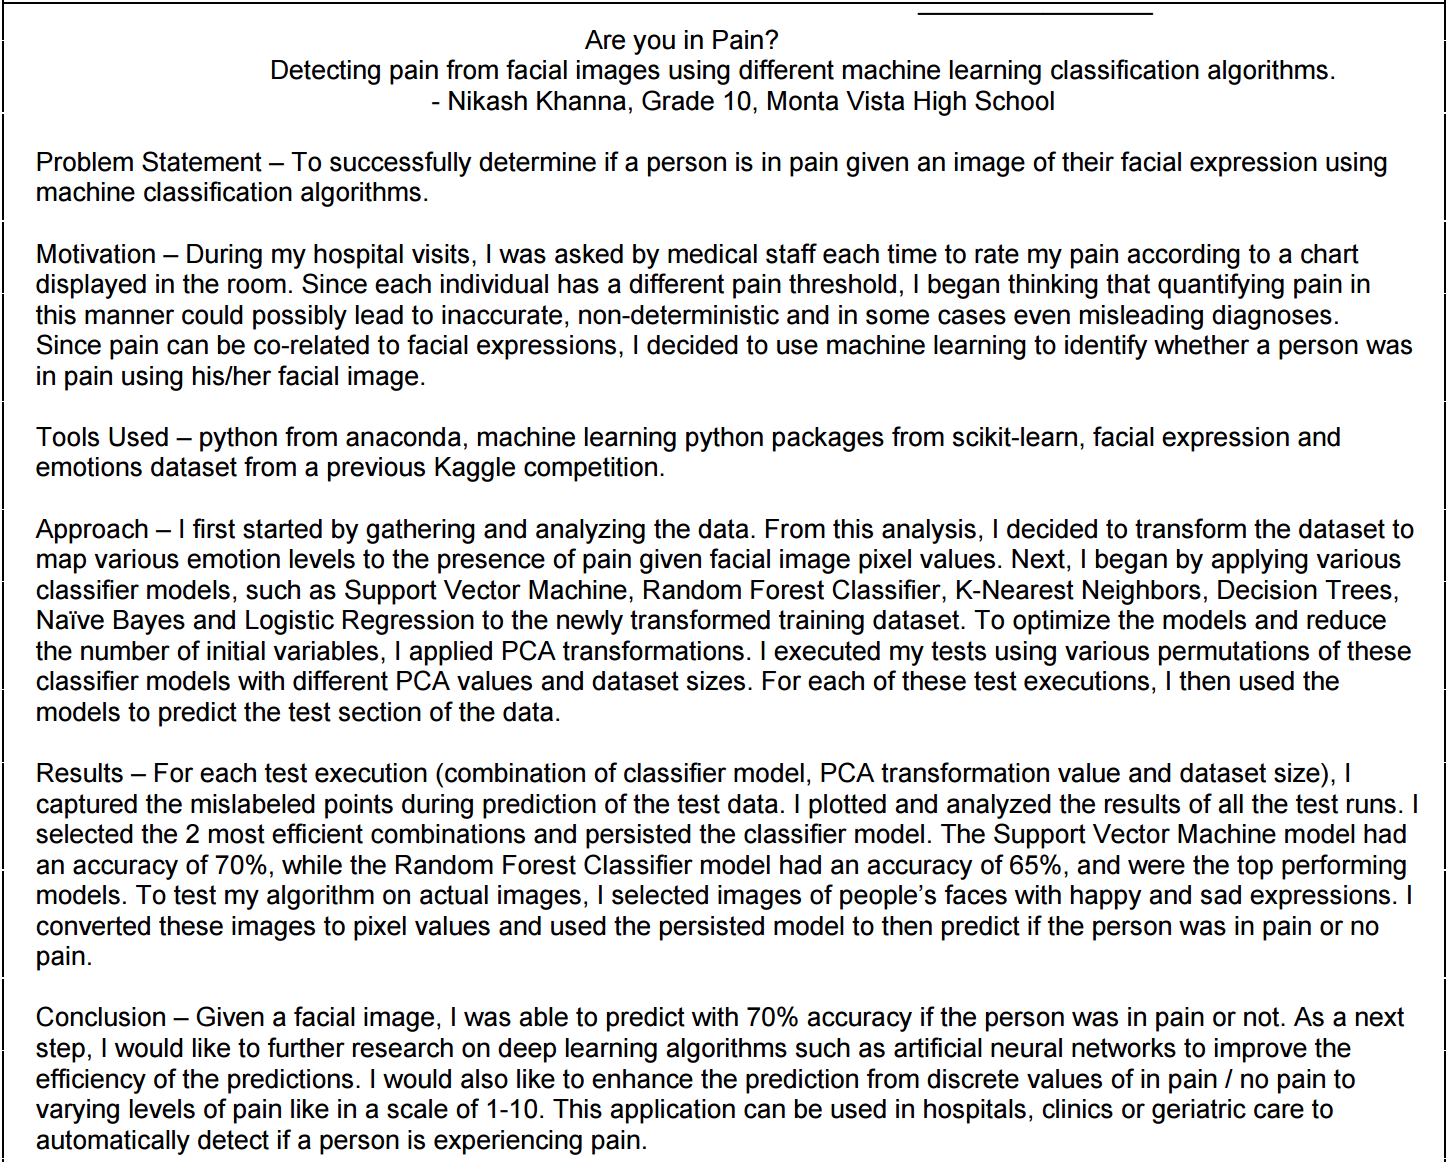 Are you in Pain?
Detecting pain from facial images using different machine learning classification algorithms.
- Nikash Khanna, Grade 10, Monta Vista High School
Problem Statement – To successfully determine if a person is in pain given an image of their facial expression using
machine classification algorithms.
Motivation – During my hospital visits, I was asked by medical staff each time to rate my pain according to a chart
displayed in the room. Since each individual has a different pain threshold, I began thinking that quantifying pain in
this manner could possibly lead to inaccurate, non-deterministic and in some cases even misleading diagnoses.
Since pain can be co-related to facial expressions, I decided to use machine learning to identify whether a person was
in pain using his/her facial image.
Tools Used – python from anaconda, machine learning python packages from scikit-learn, facial expression and
emotions dataset from a previous Kaggle competition.
Approach – I first started by gathering and analyzing the data. From this analysis, I decided to transform the dataset to
map various emotion levels to the presence of pain given facial image pixel values. Next, I began by applying various
classifier models, such as Support Vector Machine, Random Forest Classifier, K-Nearest Neighbors, Decision Trees,
Naïve Bayes and Logistic Regression to the newly transformed training dataset. To optimize the models and reduce
the number of initial variables, I applied PCA transformations. I executed my tests using various permutations of these
classifier models with different PCA values and dataset sizes. For each of these test executions, I then used the
models to predict the test section of the data.
Results – For each test execution (combination of classifier model, PCA transformation value and dataset size), I
captured the mislabeled points during prediction of the test data. I plotted and analyzed the results of all the test runs. I
selected the 2 most efficient combinations and persisted the classifier model. The Support Vector Machine model had
an accuracy of 70%, while the Random Forest Classifier model had an accuracy of 65%, and were the top performing
models. To test my algorithm on actual images, I selected images of people's faces with happy and sad expressions. I
converted these images to pixel values and used the persisted model to then predict if the person was in pain or no
pain.
Conclusion – Given a facial image, I was able to predict with 70% accuracy if the person was in pain or not. As a next
step, I would like to further research on deep learning algorithms such as artificial neural networks to improve the
efficiency of the predictions. I would also like to enhance the prediction from discrete values of in pain / no pain to
varying levels of pain like in a scale of 1-10. This application can be used in hospitals, clinics or geriatric care to
automatically detect if a person is experiencing pain.